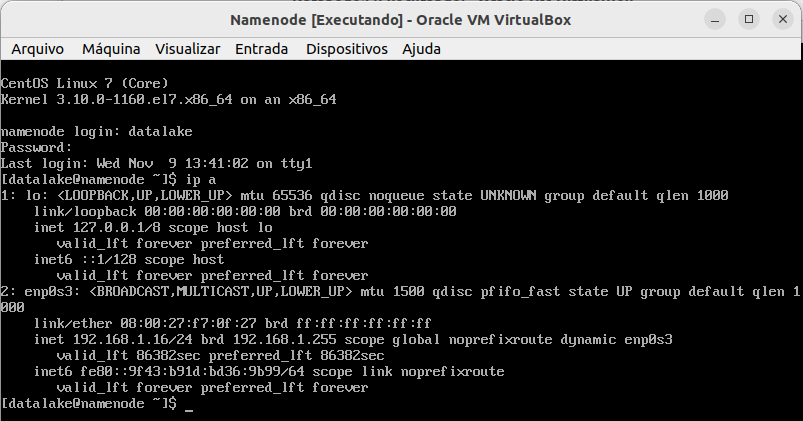 Namenode [Executando] - Oracle VM VirtualBox
Arquivo Máquina Visualizar Entrada Dispositivos Ajuda
CentOS Linux 7 (Core)
Kernel 3.10.0-1160.el7.x86_64 on an x86_64
namenode login: datalake
Password:
Last login: Wed Nov  9 13:41:02 on tty1
[datalake@namenode ~]$ ip a
1: lo: <LOOPBACK,UP,LOWER_UP> mtu 65536 qdisc noqueue state UNKNOWN group default qlen 1000
    link/loopback 00:00:00:00:00:00 brd 00:00:00:00:00:00
    inet 127.0.0.1/8 scope host lo
       valid_lft forever preferred_lft forever
    inet6 ::1/128 scope host
       valid_lft forever preferred_lft forever
2: enp0s3: <BROADCAST,MULTICAST,UP,LOWER_UP> mtu 1500 qdisc pfifo_fast state UP group default qlen 1
000
    link/ether 08:00:27:f7:0f:27 brd ff:ff:ff:ff:ff:ff
    inet 192.168.1.16/24 brd 192.168.1.255 scope global noprefixroute dynamic enp0s3
       valid_lft 86382sec preferred_lft 86382sec
    inet6 fe80::9f43:b91d:bd36:9b99/64 scope link noprefixroute
       valid_lft forever preferred_lft forever
[datalake@namenode ~]$ _